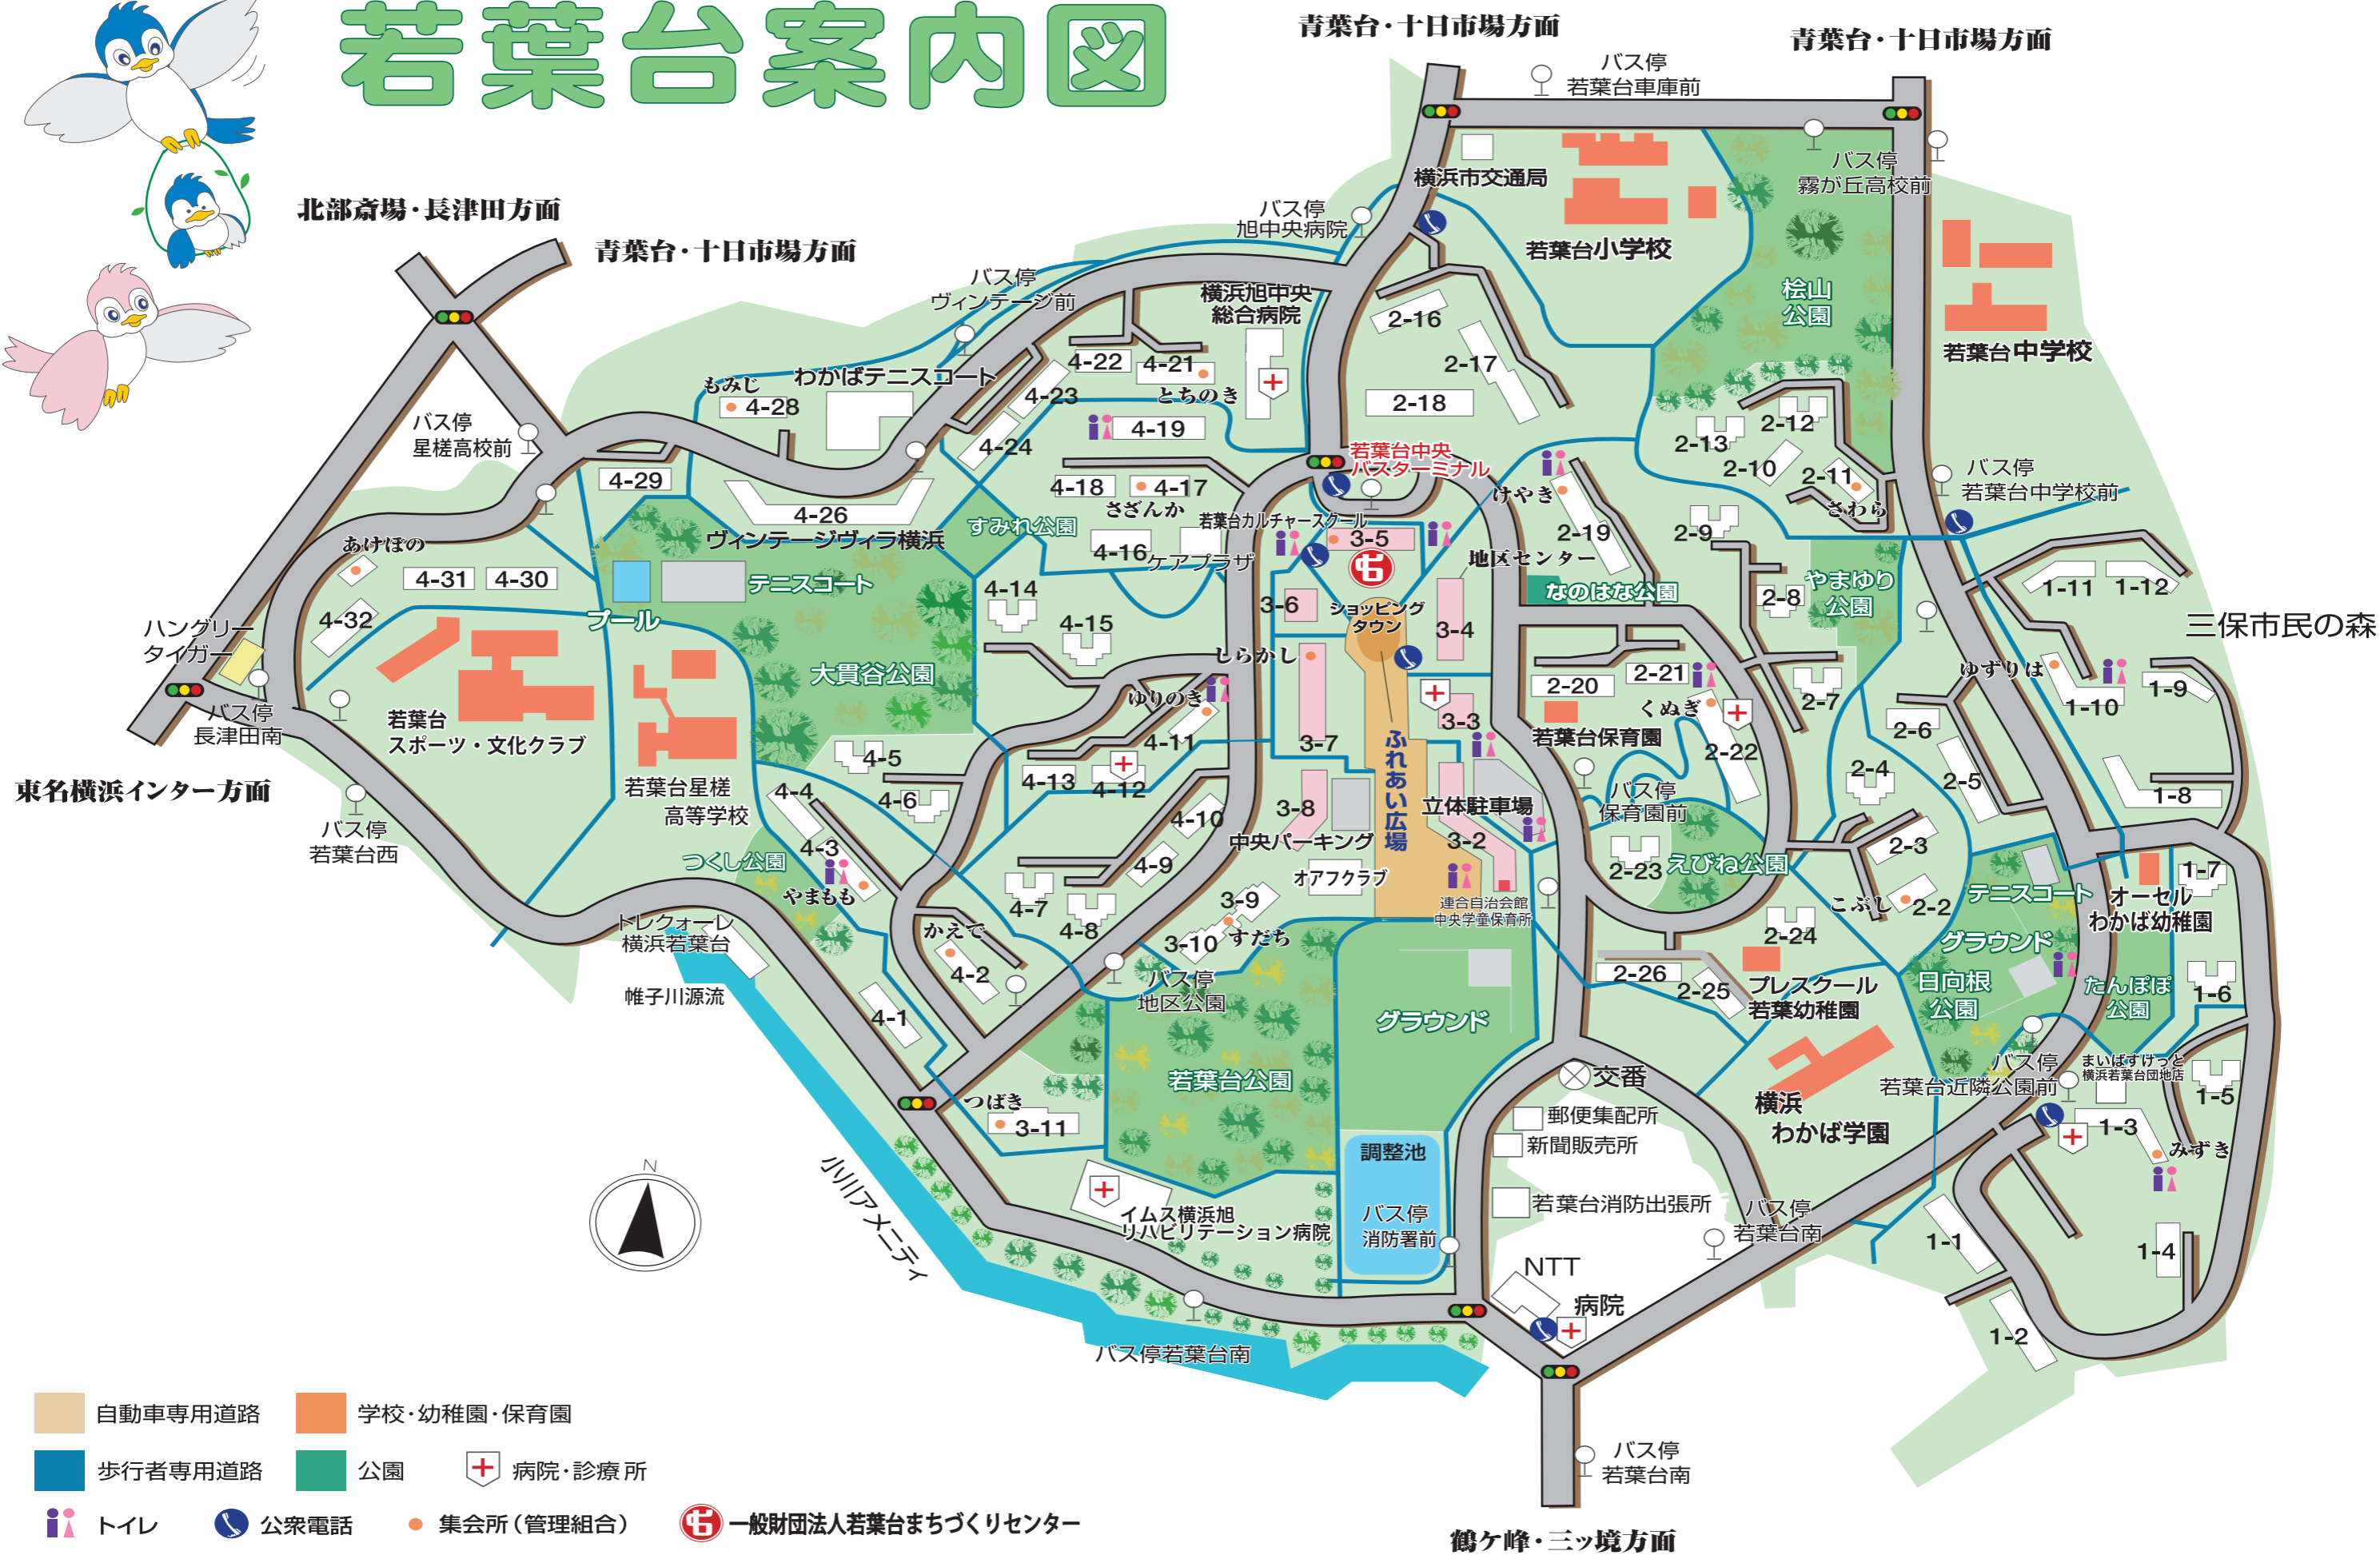 若葉台案内図
青葉台・十日市場方面
青葉台・十日市場方面
バス停
若葉台車庫前
北部斎場・長津田方面
青葉台・十日市場方面
横浜市交通局
バス停
霧が丘高校前
バス停
旭中央病院
若葉台小学校
バス停
ヴィンテージ前
横浜旭中央
総合病院
桧山
公園
若葉台中学校
2-16
2-17
2-18
4-22
4-21
とちのき
4-23
4-24
4-19
もみじ
4-28
わかばテニスコート
バス停
星槎高校前
4-29
4-26
ヴィンテージヴィラ横浜
すみれ公園
4-18
4-17
さざんか
4-16
ケアプラザ
若葉台中央
バスターミナル
若葉台カルチャースクール
3-5
けやき
2-19
地区センター
2-13
2-12
2-10
2-11
さわら
2-9
バス停
若葉台中学校前
あけぼの
4-31
4-30
4-32
プール
テニスコート
4-14
4-15
大貫谷公園
3-6
ショッピング
タウン
3-4
なのはな公園
2-8
やまゆり
公園
1-11
1-12
三保市民の森
ハングリー
タイガー
バス停
長津田南
若葉台
スポーツ・文化クラブ
しらかし
ゆりのき
4-11
3-7
3-3
ふれあい広場
2-20
2-21
くぬぎ
2-22
若葉台保育園
2-7
2-6
ゆずりは
1-10
1-9
東名横浜インター方面
バス停
若葉台西
若葉台星槎
高等学校
4-5
4-6
4-4
4-3
やまもも
つくし公園
4-13
4-12
4-10
4-9
4-7
4-8
3-8
中央パーキング
立体駐車場
3-2
オアフクラブ
連合自治会館
中央学童保育所
バス停
保育園前
2-23
えびね公園
2-4
2-5
2-3
こぶし
2-2
1-8
1-7
テニスコート
オーセル
わかば幼稚園
トレクォーレ
横浜若葉台
帷子川源流
かえで
4-2
4-1
3-9
3-10
すだち
バス停
地区公園
グラウンド
2-24
2-26
2-25
プレスクール
若葉幼稚園
グラウンド
日向根
公園
たんぽぽ
公園
1-6
若葉台公園
交番
郵便集配所
新聞販売所
横浜
わかば学園
バス停
若葉台近隣公園前
まいばすけっと
横浜若葉台団地店
1-5
1-3
みずき
つばき
3-11
調整池
バス停
消防署前
若葉台消防出張所
バス停
若葉台南
N
小川アメニティ
イムス横浜旭
リハビリテーション病院
NTT
病院
1-1
1-4
1-2
バス停若葉台南
バス停
若葉台南
鶴ケ峰・三ッ境方面
自動車専用道路
学校・幼稚園・保育園
歩行者専用道路
公園
病院・診療所
トイレ
公衆電話
集会所（管理組合）
一般財団法人若葉台まちづくりセンター